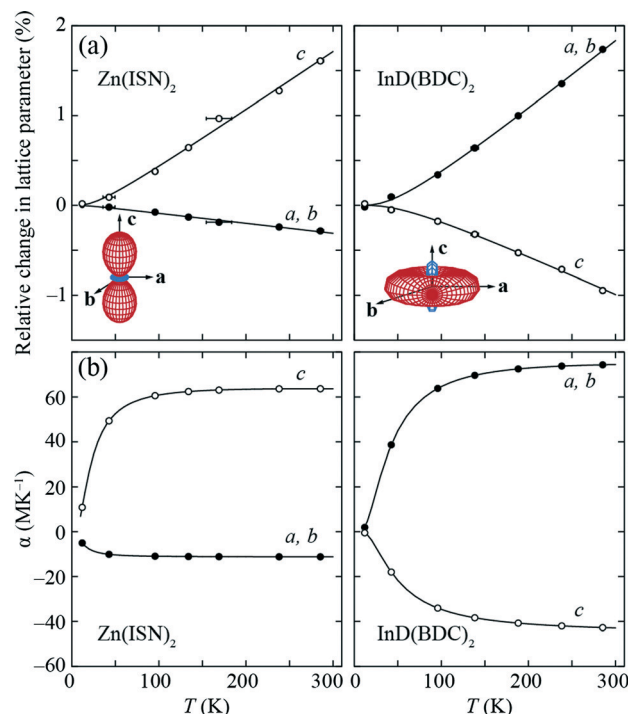 (a)
Relative change in lattice parameter (%)
2
1
0
−1
Zn(ISN)₂
c
a, b
c
a
b
InD(BDC)₂
a, b
c
c
a
b
(b)
α (MK⁻¹)
60
40
20
0
−20
−40
−60
c
a, b
Zn(ISN)₂
a, b
c
InD(BDC)₂
0 100 200 300
0 100 200 300
T (K)
T (K)